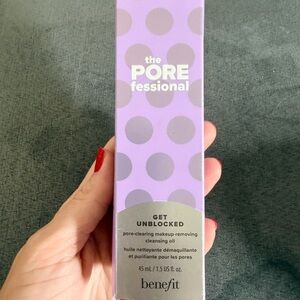 the
PORE
fessional
GET
UNBLOCKED
pore-clearing makeup-removing
cleansing oil
huile nettoyante démaquillante
et purifiante pour les pores
45 mL / 1.5 US fl. oz.
benefit